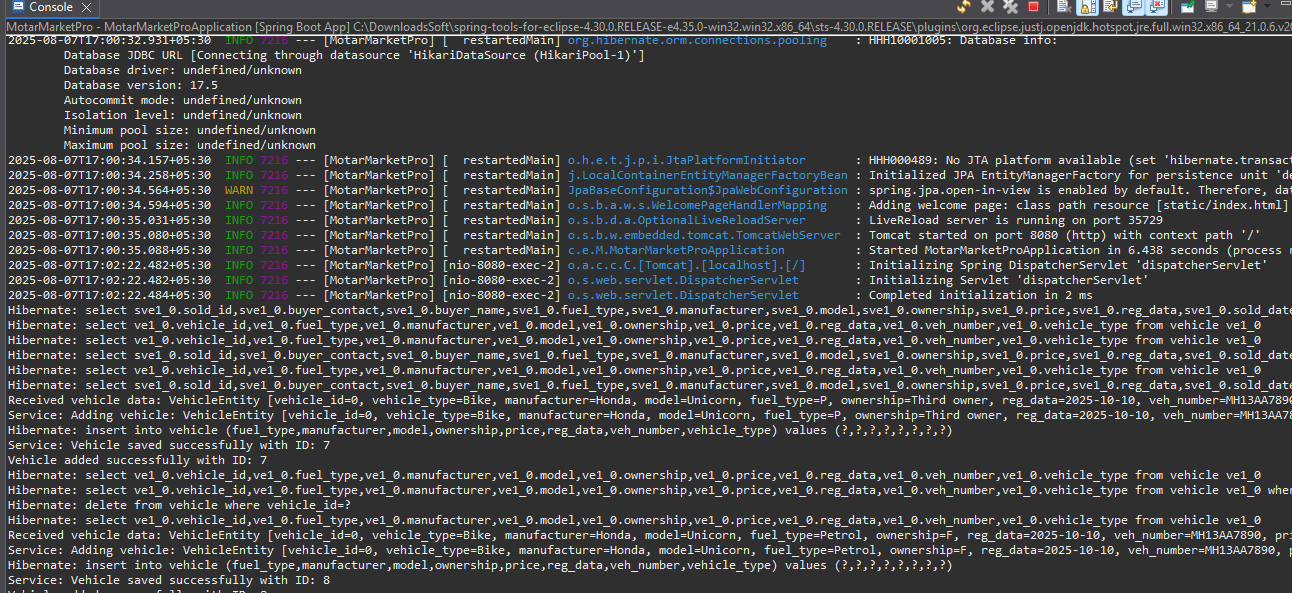 Console
MotarMarketPro - MotarMarketProApplication [Spring Boot App] C:\DownloadsSoft\spring-tools-for-eclipse-4.30.0.RELEASE-e4.35.0-win32.win32.x86_64\sts-4.30.0.RELEASE\plugins\org.eclipse.justj.openjdk.hotspot.jre.full.win32.x86_64_21.0.6.v20
2025-08-07T17:00:32.931+05:30 INFO 7216 --- [MotarMarketPro] [ restartedMain] org.hibernate.orm.connections.pooling : HHH10001005: Database info:
Database JDBC URL [Connecting through datasource 'HikariDataSource (HikariPool-1)']
Database driver: undefined/unknown
Database version: 17.5
Autocommit mode: undefined/unknown
Isolation level: undefined/unknown
Minimum pool size: undefined/unknown
Maximum pool size: undefined/unknown
2025-08-07T17:00:34.157+05:30 INFO 7216 --- [MotarMarketPro] [ restartedMain] o.h.e.t.j.p.i.JtaPlatformInitiator : HHH000489: No JTA platform available (set 'hibernate.transact
2025-08-07T17:00:34.258+05:30 INFO 7216 --- [MotarMarketPro] [ restartedMain] j.LocalContainerEntityManagerFactoryBean : Initialized JPA EntityManagerFactory for persistence unit 'de
2025-08-07T17:00:34.564+05:30 WARN 7216 --- [MotarMarketPro] [ restartedMain] JpaBaseConfiguration$JpaWebConfiguration : spring.jpa.open-in-view is enabled by default. Therefore, dat
2025-08-07T17:00:34.594+05:30 INFO 7216 --- [MotarMarketPro] [ restartedMain] o.s.b.a.w.s.WelcomePageHandlerMapping : Adding welcome page: class path resource [static/index.html]
2025-08-07T17:00:35.031+05:30 INFO 7216 --- [MotarMarketPro] [ restartedMain] o.s.b.d.a.OptionalLiveReloadServer : LiveReload server is running on port 35729
2025-08-07T17:00:35.080+05:30 INFO 7216 --- [MotarMarketPro] [ restartedMain] o.s.b.w.embedded.tomcat.TomcatWebServer : Tomcat started on port 8080 (http) with context path '/'
2025-08-07T17:00:35.088+05:30 INFO 7216 --- [MotarMarketPro] [ restartedMain] c.e.M.MotarMarketProApplication : Started MotarMarketProApplication in 6.438 seconds (process r
2025-08-07T17:02:22.482+05:30 INFO 7216 --- [MotarMarketPro] [nio-8080-exec-2] o.a.c.c.C.[Tomcat].[localhost].[/] : Initializing Spring DispatcherServlet 'dispatcherServlet'
2025-08-07T17:02:22.482+05:30 INFO 7216 --- [MotarMarketPro] [nio-8080-exec-2] o.s.web.servlet.DispatcherServlet : Initializing Servlet 'dispatcherServlet'
2025-08-07T17:02:22.484+05:30 INFO 7216 --- [MotarMarketPro] [nio-8080-exec-2] o.s.web.servlet.DispatcherServlet : Completed initialization in 2 ms
Hibernate: select sve1_0.sold_id,sve1_0.buyer_contact,sve1_0.buyer_name,sve1_0.fuel_type,sve1_0.manufacturer,sve1_0.model,sve1_0.ownership,sve1_0.price,sve1_0.reg_data,sve1_0.sold_date
Hibernate: select ve1_0.vehicle_id,ve1_0.fuel_type,ve1_0.manufacturer,ve1_0.model,ve1_0.ownership,ve1_0.price,ve1_0.reg_data,ve1_0.veh_number,ve1_0.vehicle_type from vehicle ve1_0
Hibernate: select ve1_0.vehicle_id,ve1_0.fuel_type,ve1_0.manufacturer,ve1_0.model,ve1_0.ownership,ve1_0.price,ve1_0.reg_data,ve1_0.veh_number,ve1_0.vehicle_type from vehicle ve1_0
Hibernate: select sve1_0.sold_id,sve1_0.buyer_contact,sve1_0.buyer_name,sve1_0.fuel_type,sve1_0.manufacturer,sve1_0.model,sve1_0.ownership,sve1_0.price,sve1_0.reg_data,sve1_0.sold_date
Hibernate: select ve1_0.vehicle_id,ve1_0.fuel_type,ve1_0.manufacturer,ve1_0.model,ve1_0.ownership,ve1_0.price,ve1_0.reg_data,ve1_0.veh_number,ve1_0.vehicle_type from vehicle ve1_0
Hibernate: select sve1_0.sold_id,sve1_0.buyer_contact,sve1_0.buyer_name,sve1_0.fuel_type,sve1_0.manufacturer,sve1_0.model,sve1_0.ownership,sve1_0.price,sve1_0.reg_data,sve1_0.sold_date
Received vehicle data: VehicleEntity [vehicle_id=0, vehicle_type=Bike, manufacturer=Honda, model=Unicorn, fuel_type=P, ownership=Third owner, reg_data=2025-10-10, veh_number=MH13AA7890
Service: Adding vehicle: VehicleEntity [vehicle_id=0, vehicle_type=Bike, manufacturer=Honda, model=Unicorn, fuel_type=P, ownership=Third owner, reg_data=2025-10-10, veh_number=MH13AA78
Hibernate: insert into vehicle (fuel_type,manufacturer,model,ownership,price,reg_data,veh_number,vehicle_type) values (?,?,?,?,?,?,?,?)
Service: Vehicle saved successfully with ID: 7
Vehicle added successfully with ID: 7
Hibernate: select ve1_0.vehicle_id,ve1_0.fuel_type,ve1_0.manufacturer,ve1_0.model,ve1_0.ownership,ve1_0.price,ve1_0.reg_data,ve1_0.veh_number,ve1_0.vehicle_type from vehicle ve1_0
Hibernate: select ve1_0.vehicle_id,ve1_0.fuel_type,ve1_0.manufacturer,ve1_0.model,ve1_0.ownership,ve1_0.price,ve1_0.reg_data,ve1_0.veh_number,ve1_0.vehicle_type from vehicle ve1_0 wher
Hibernate: delete from vehicle where vehicle_id=?
Hibernate: select ve1_0.vehicle_id,ve1_0.fuel_type,ve1_0.manufacturer,ve1_0.model,ve1_0.ownership,ve1_0.price,ve1_0.reg_data,ve1_0.veh_number,ve1_0.vehicle_type from vehicle ve1_0
Received vehicle data: VehicleEntity [vehicle_id=0, vehicle_type=Bike, manufacturer=Honda, model=Unicorn, fuel_type=Petrol, ownership=F, reg_data=2025-10-10, veh_number=MH13AA7890, pri
Service: Adding vehicle: VehicleEntity [vehicle_id=0, vehicle_type=Bike, manufacturer=Honda, model=Unicorn, fuel_type=Petrol, ownership=F, reg_data=2025-10-10, veh_number=MH13AA7890, p
Hibernate: insert into vehicle (fuel_type,manufacturer,model,ownership,price,reg_data,veh_number,vehicle_type) values (?,?,?,?,?,?,?,?)
Service: Vehicle saved successfully with ID: 8